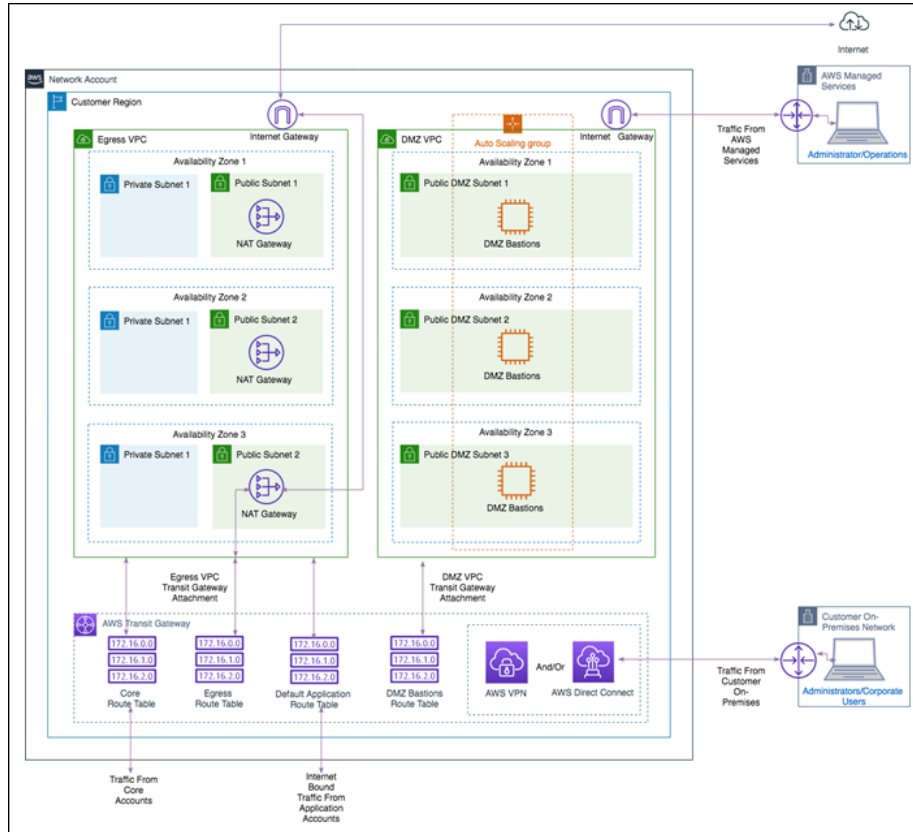 Internet
aws
Network Account
AWS Managed
Services
Customer Region
Administrator/Operations
Traffic From
AWS
Managed
Services
Internet Gateway
Internet Gateway
Egress VPC
DMZ VPC
Auto Scaling group
Availability Zone 1
Private Subnet 1
Public Subnet 1
NAT Gateway
Availability Zone 1
Public DMZ Subnet 1
DMZ Bastions
Availability Zone 2
Private Subnet 1
Public Subnet 2
NAT Gateway
Availability Zone 2
Public DMZ Subnet 2
DMZ Bastions
Availability Zone 3
Private Subnet 1
Public Subnet 2
NAT Gateway
Availability Zone 3
Public DMZ Subnet 3
DMZ Bastions
Egress VPC
Transit Gateway
Attachment
DMZ VPC
Transit Gateway
Attachment
AWS Transit Gateway
172.16.0.0
172.16.1.0
172.16.2.0
Core
Route Table
172.16.0.0
172.16.1.0
172.16.2.0
Egress
Route Table
172.16.0.0
172.16.1.0
172.16.2.0
Default Application
Route Table
172.16.0.0
172.16.1.0
172.16.2.0
DMZ Bastions
Route Table
AWS VPN
And/Or
AWS Direct Connect
Traffic From
Customer
On-
Premises
Customer On-
Premises Network
Administrators/Corporate
Users
Traffic From
Core
Accounts
Internet
Bound
Traffic From
Application
Accounts